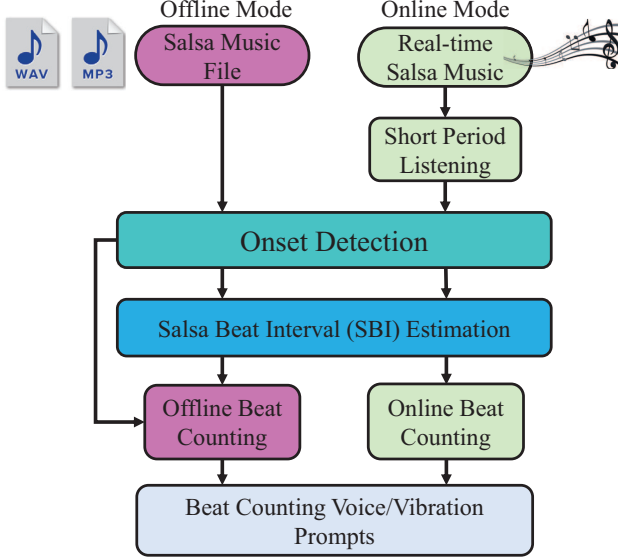 Offline Mode
Online Mode
WAV
MP3
Salsa Music
File
Real-time
Salsa Music
Short Period
Listening
Onset Detection
Salsa Beat Interval (SBI) Estimation
Offline Beat
Counting
Online Beat
Counting
Beat Counting Voice/Vibration
Prompts